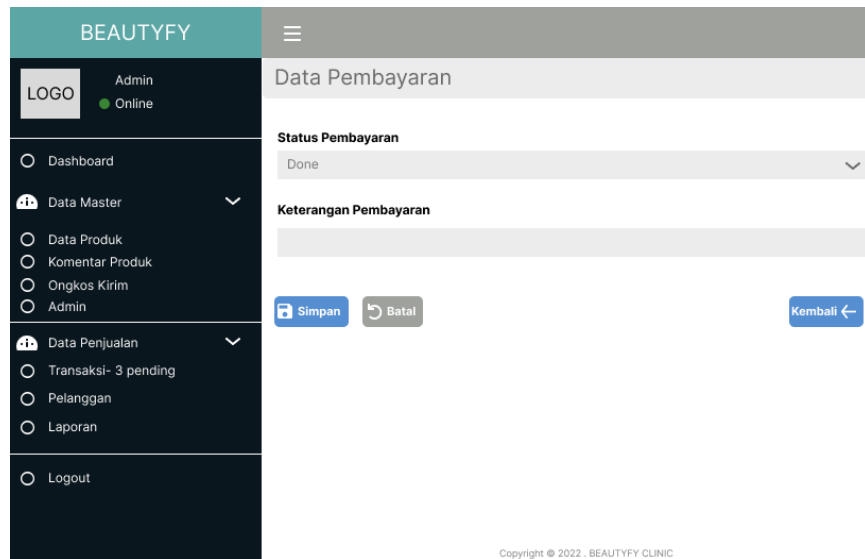 BEAUTYFY
LOGO
Admin
Online
Dashboard
Data Master
Data Produk
Komentar Produk
Ongkos Kirim
Admin
Data Penjualan
Transaksi- 3 pending
Pelanggan
Laporan
Logout
Data Pembayaran
Status Pembayaran
Done
Keterangan Pembayaran
Simpan
Batal
Kembali
Copyright © 2022 . BEAUTYFY CLINIC